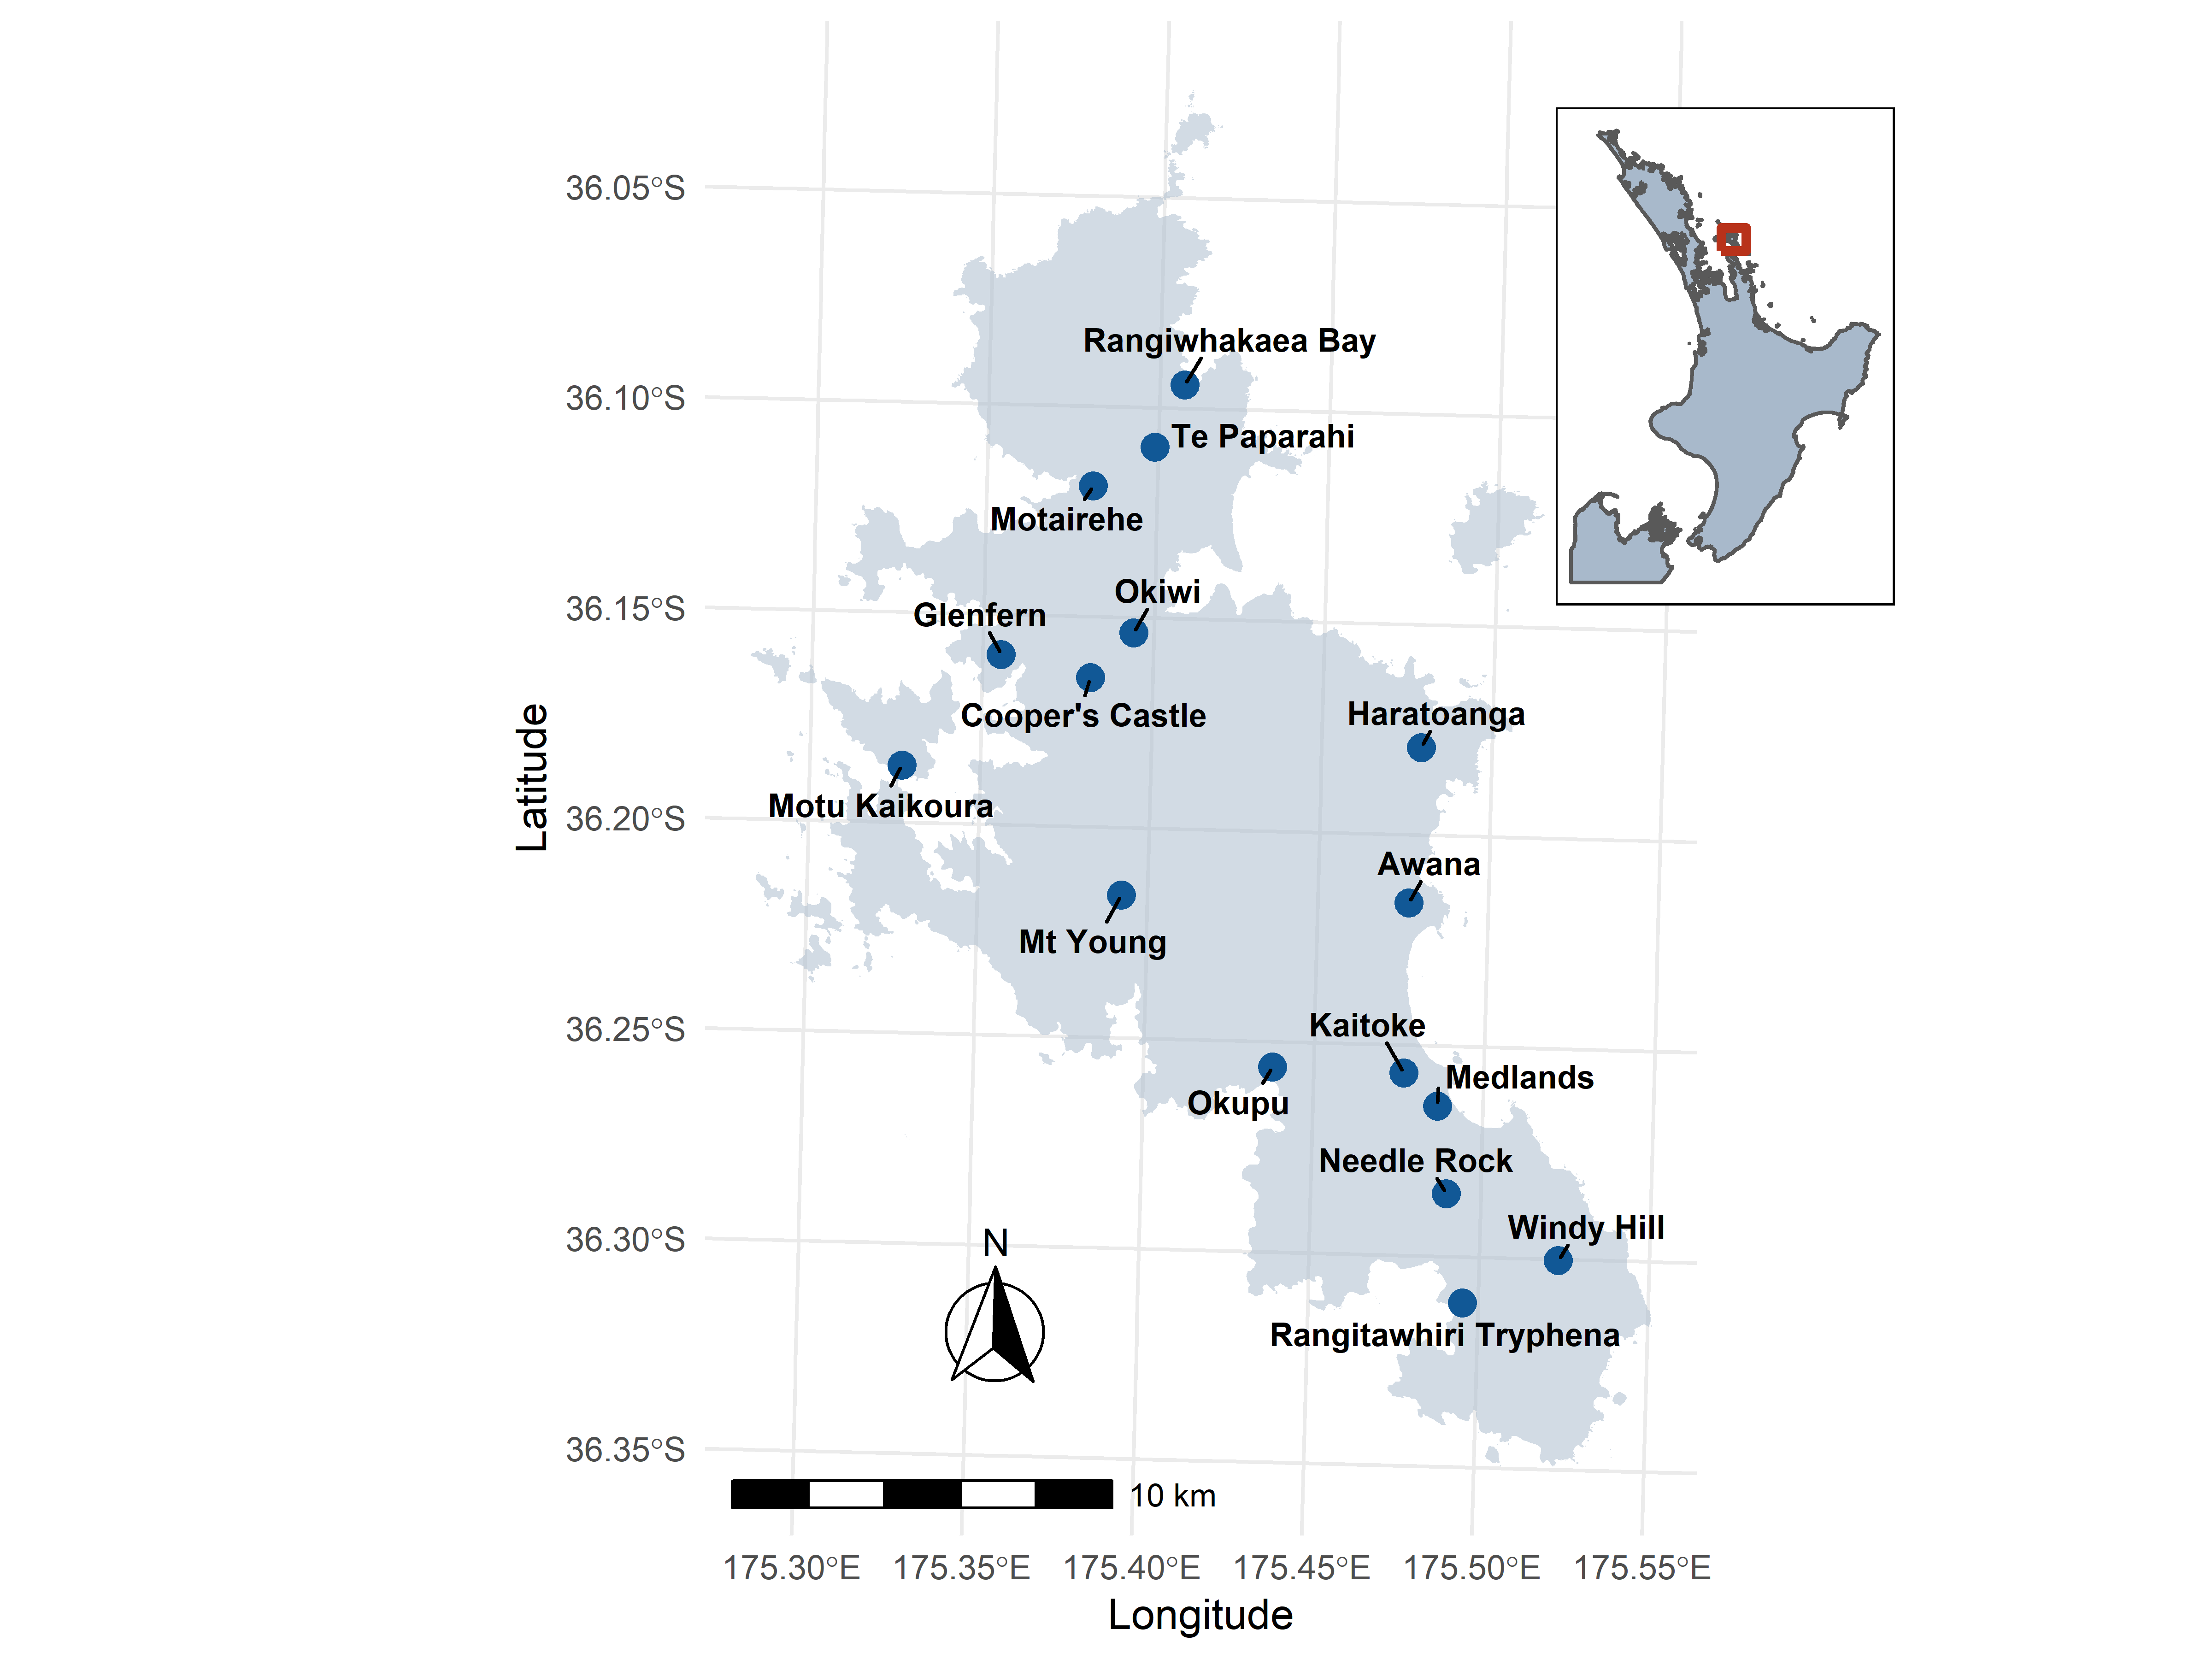 36.05°S
Rangiwhakaea Bay
36.10°S
Te Paparahi
Motairehe
Okiwi
36.15°S
Glenfern
Cooper's Castle
Haratoanga
Latitude
Motu Kaikoura
36.20°S
Awana
Mt Young
Kaitoke
36.25°S
Medlands
Okupu
Needle Rock
Windy Hill
36.30°S
N
Rangitawhiri Tryphena
36.35°S
10 km
175.30°E 175.35°E 175.40°E 175.45°E 175.50°E 175.55°E
Longitude